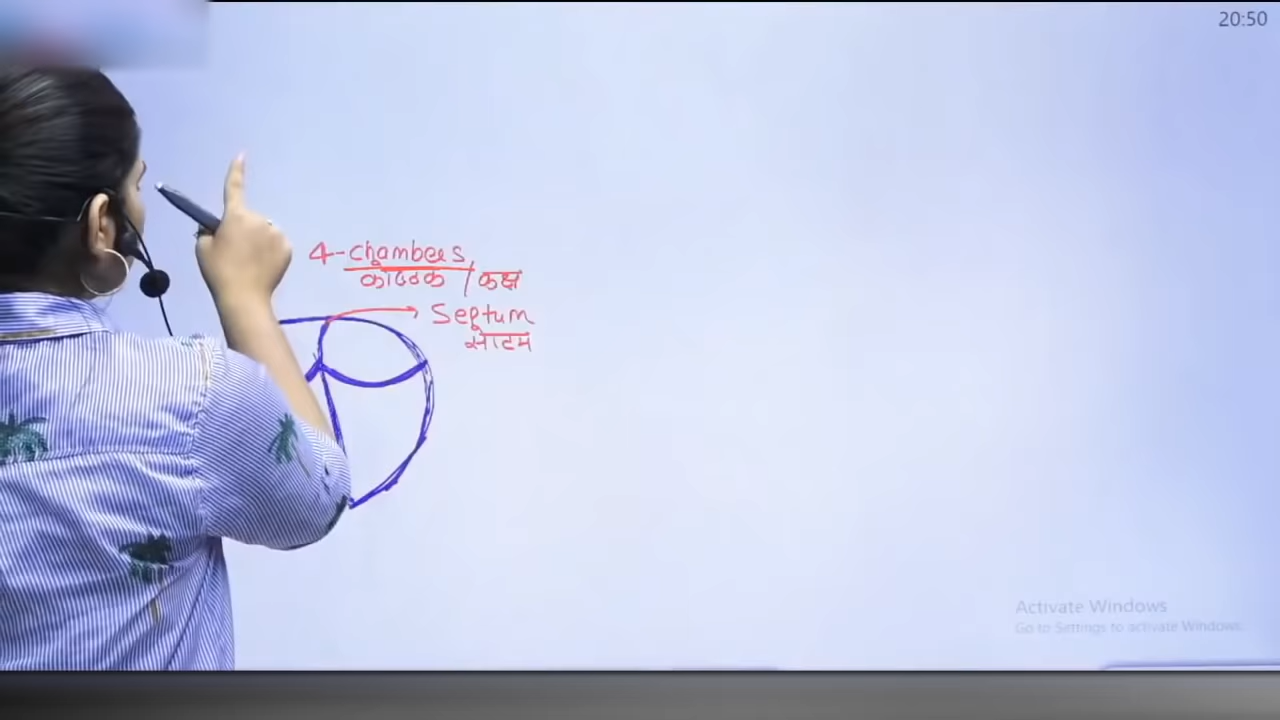 20:50
4-chambers
कोष्ठक / कक्ष
Septum
सेप्टम
Activate Windows
Go to Settings to activate Windows.